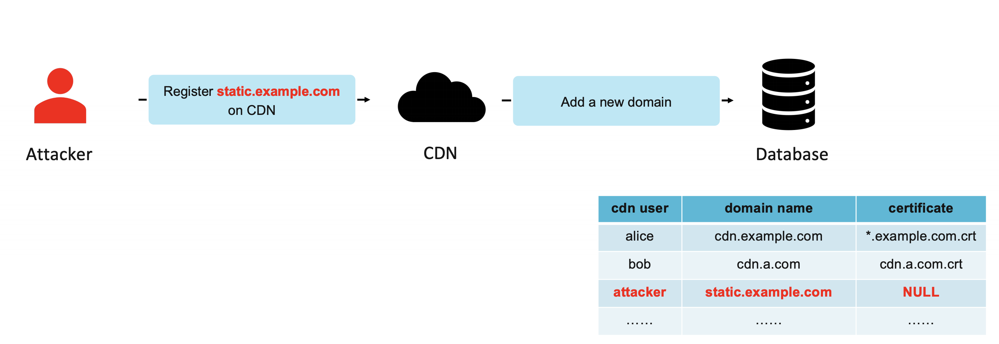 Register static.example.com
on CDN
Add a new domain
Attacker
CDN
Database
cdn user domain name certificate
alice cdn.example.com *.example.com.crt
bob cdn.a.com cdn.a.com.crt
attacker static.example.com NULL
...... ...... ......